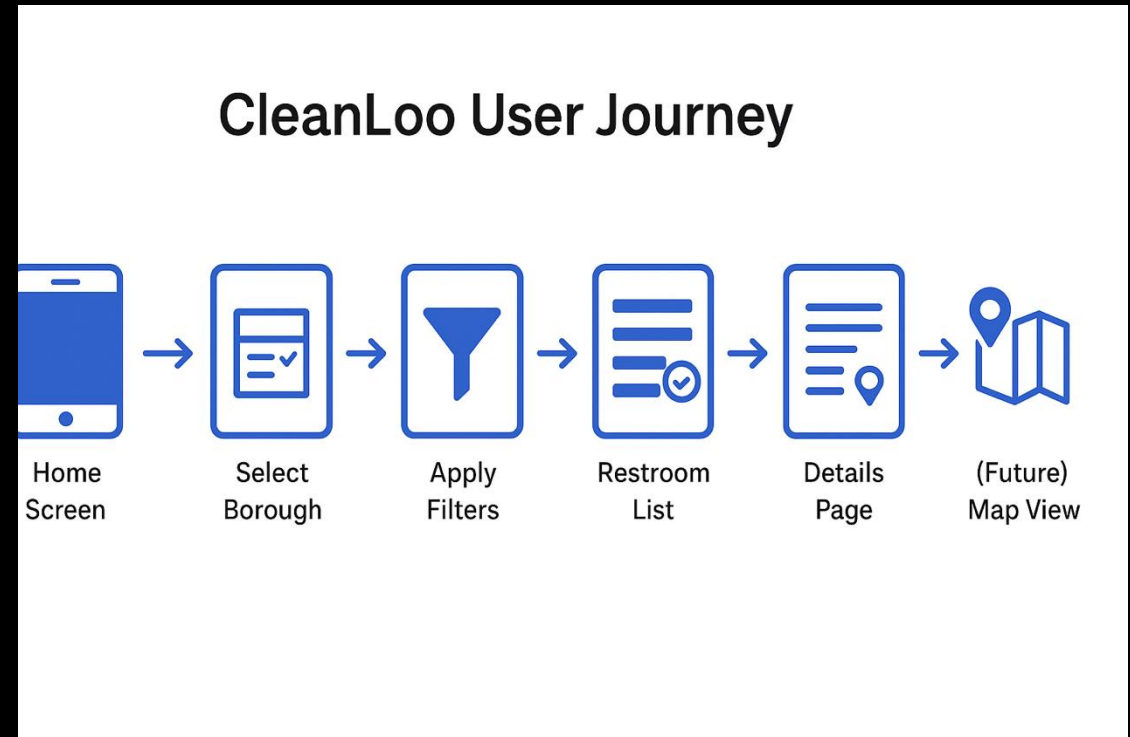 CleanLoo User Journey
Home
Screen
Select
Borough
Apply
Filters
Restroom
List
Details
Page
(Future)
Map View